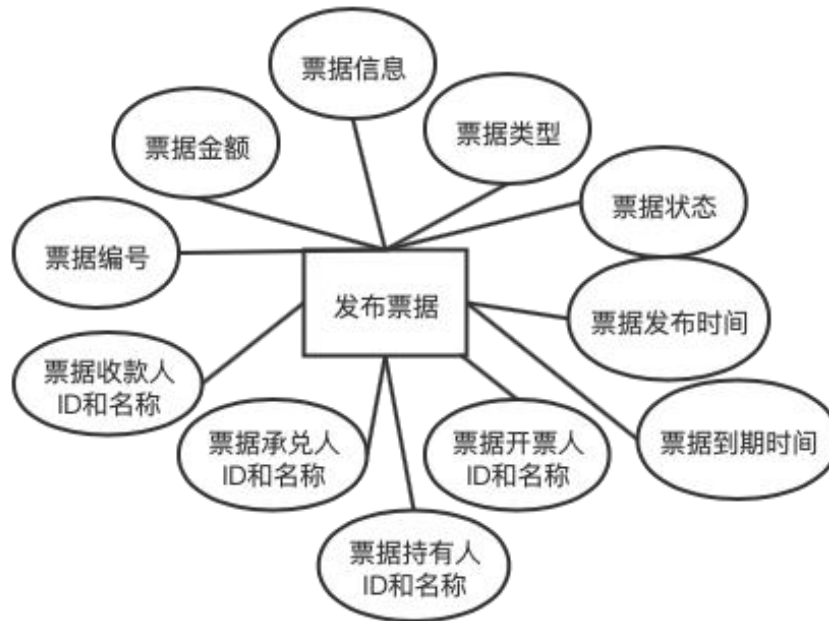 票据信息
票据类型
票据金额
票据状态
票据编号
发布票据
票据发布时间
票据收款人
ID和名称
票据承兑人
ID和名称
票据开票人
ID和名称
票据到期时间
票据持有人
ID和名称